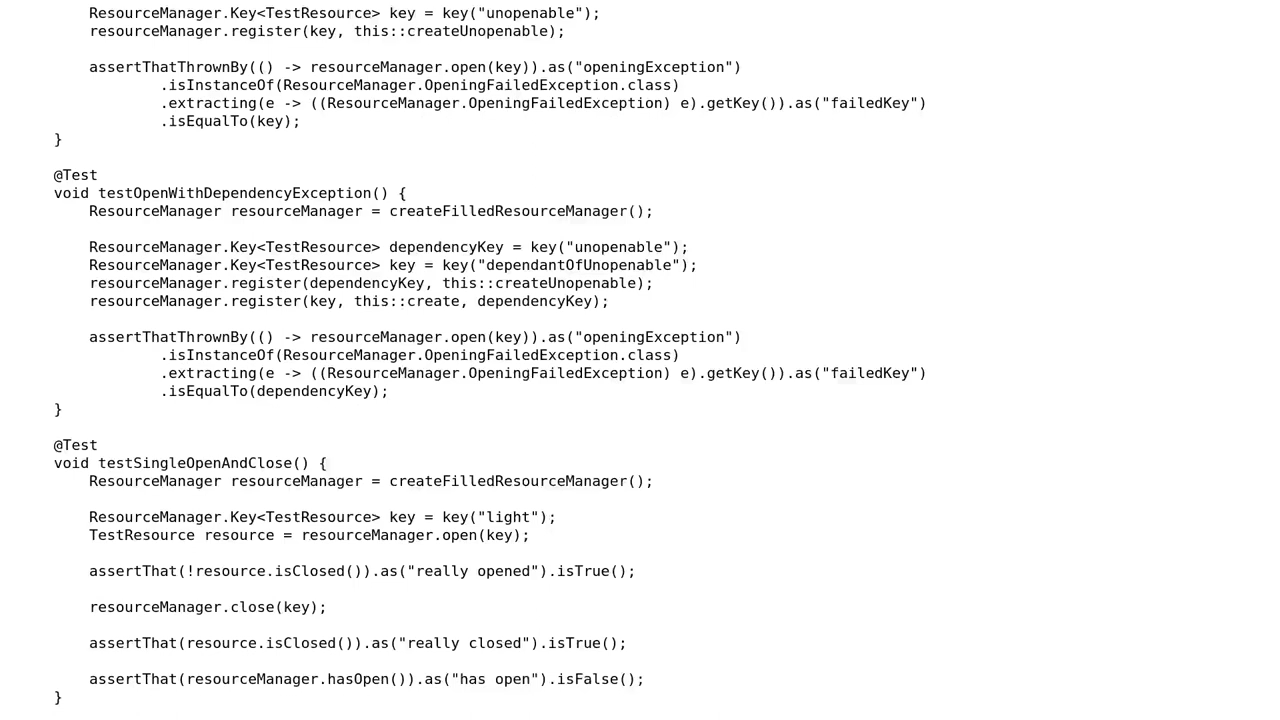 ResourceManager.Key<TestResource> key = key("unopenable");
resourceManager.register(key, this::createUnopenable);
assertThatThrownBy(() -> resourceManager.open(key)).as("openingException")
.isInstanceOf(ResourceManager.OpeningFailedException.class)
.extracting(e -> ((ResourceManager.OpeningFailedException) e).getKey()).as("failedKey")
.isEqualTo(key);
}
@Test
void testOpenWithDependencyException() {
ResourceManager resourceManager = createFilledResourceManager();
ResourceManager.Key<TestResource> dependencyKey = key("unopenable");
ResourceManager.Key<TestResource> key = key("dependantOfUnopenable");
resourceManager.register(dependencyKey, this::createUnopenable);
resourceManager.register(key, this::create, dependencyKey);
assertThatThrownBy(() -> resourceManager.open(key)).as("openingException")
.isInstanceOf(ResourceManager.OpeningFailedException.class)
.extracting(e -> ((ResourceManager.OpeningFailedException) e).getKey()).as("failedKey")
.isEqualTo(dependencyKey);
}
@Test
void testSingleOpenAndClose() {
ResourceManager resourceManager = createFilledResourceManager();
ResourceManager.Key<TestResource> key = key("light");
TestResource resource = resourceManager.open(key);
assertThat(!resource.isClosed()).as("really opened").isTrue();
resourceManager.close(key);
assertThat(resource.isClosed()).as("really closed").isTrue();
assertThat(resourceManager.hasOpen()).as("has open").isFalse();
}